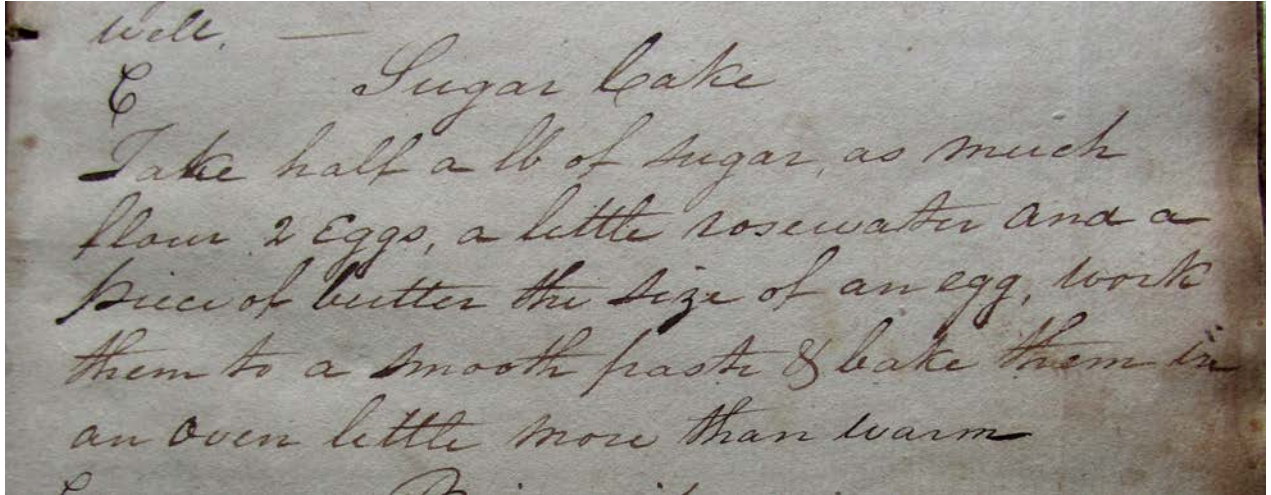 well. —
C Sugar Cake
Take half a lb of sugar, as much
flour 2 Eggs, a little rosewater and a
piece of butter the size of an egg, work
them to a smooth paste & bake them in
an oven little more than warm